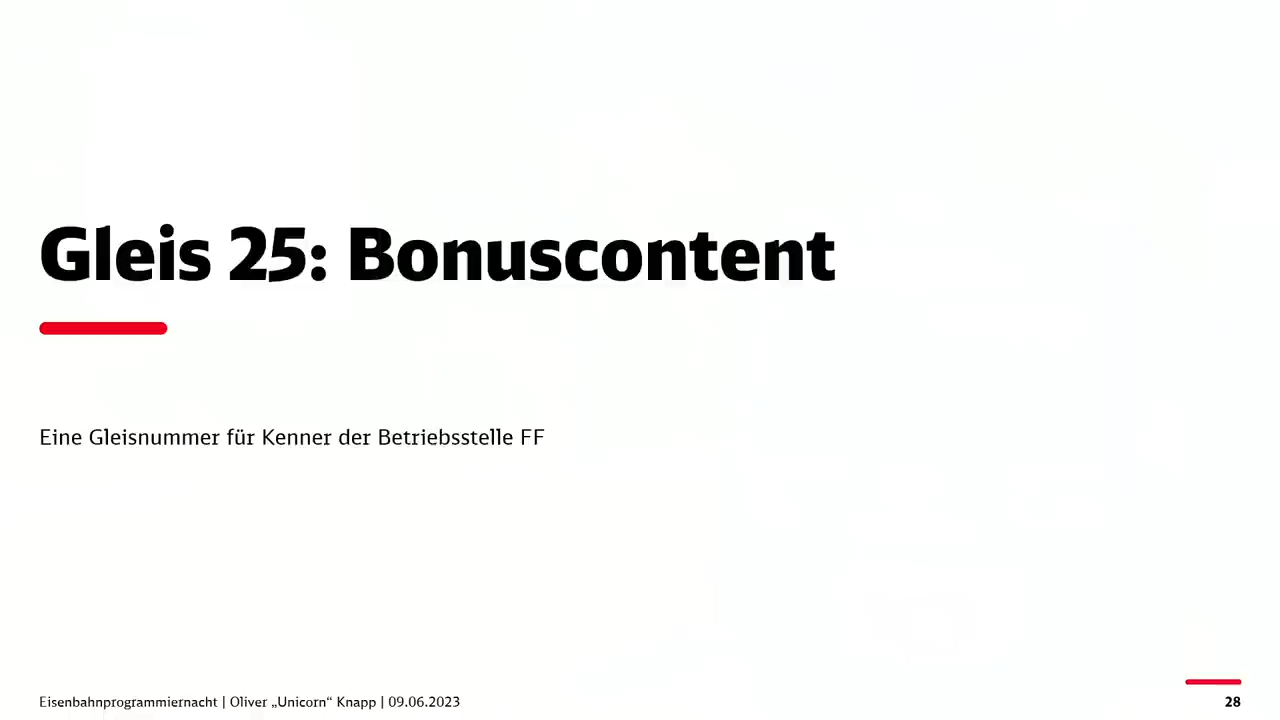 Gleis 25: Bonuscontent
Eine Gleisnummer für Kenner der Betriebsstelle FF
Eisenbahnprogrammiernacht | Oliver „Unicorn“ Knapp | 09.06.2023
28